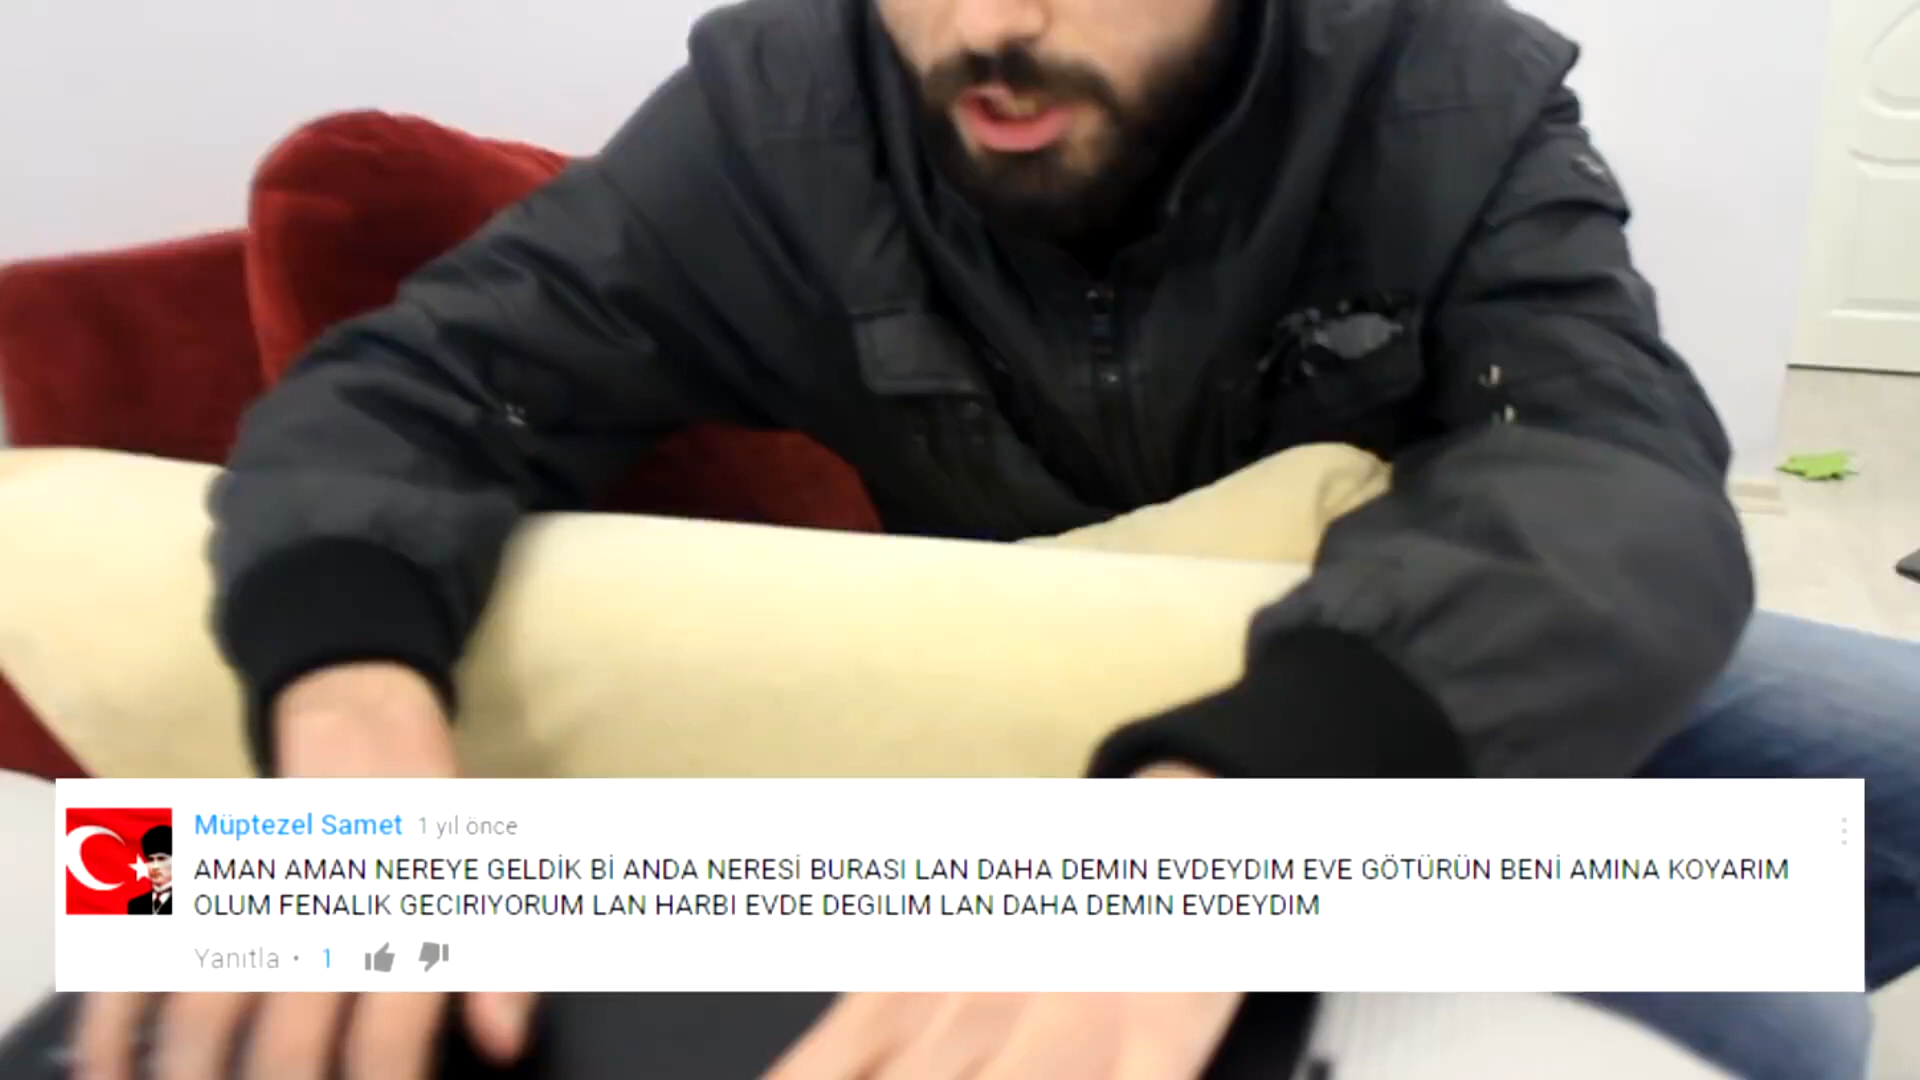 Müptezel Samet 1 yıl önce
AMAN AMAN NEREYE GELDİK Bİ ANDA NERESİ BURASI LAN DAHA DEMIN EVDEYDIM EVE GÖTÜRÜN BENİ AMINA KOYARIM
OLUM FENALIK GECIRIYORUM LAN HARBI EVDE DEGILIM LAN DAHA DEMIN EVDEYDIM
Yanıtla • 1